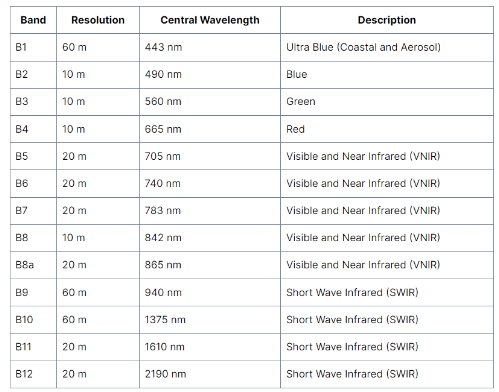 Band Resolution Central Wavelength Description
B1 60 m 443 nm Ultra Blue (Coastal and Aerosol)
B2 10 m 490 nm Blue
B3 10 m 560 nm Green
B4 10 m 665 nm Red
B5 20 m 705 nm Visible and Near Infrared (VNIR)
B6 20 m 740 nm Visible and Near Infrared (VNIR)
B7 20 m 783 nm Visible and Near Infrared (VNIR)
B8 10 m 842 nm Visible and Near Infrared (VNIR)
B8a 20 m 865 nm Visible and Near Infrared (VNIR)
B9 60 m 940 nm Short Wave Infrared (SWIR)
B10 60 m 1375 nm Short Wave Infrared (SWIR)
B11 20 m 1610 nm Short Wave Infrared (SWIR)
B12 20 m 2190 nm Short Wave Infrared (SWIR)